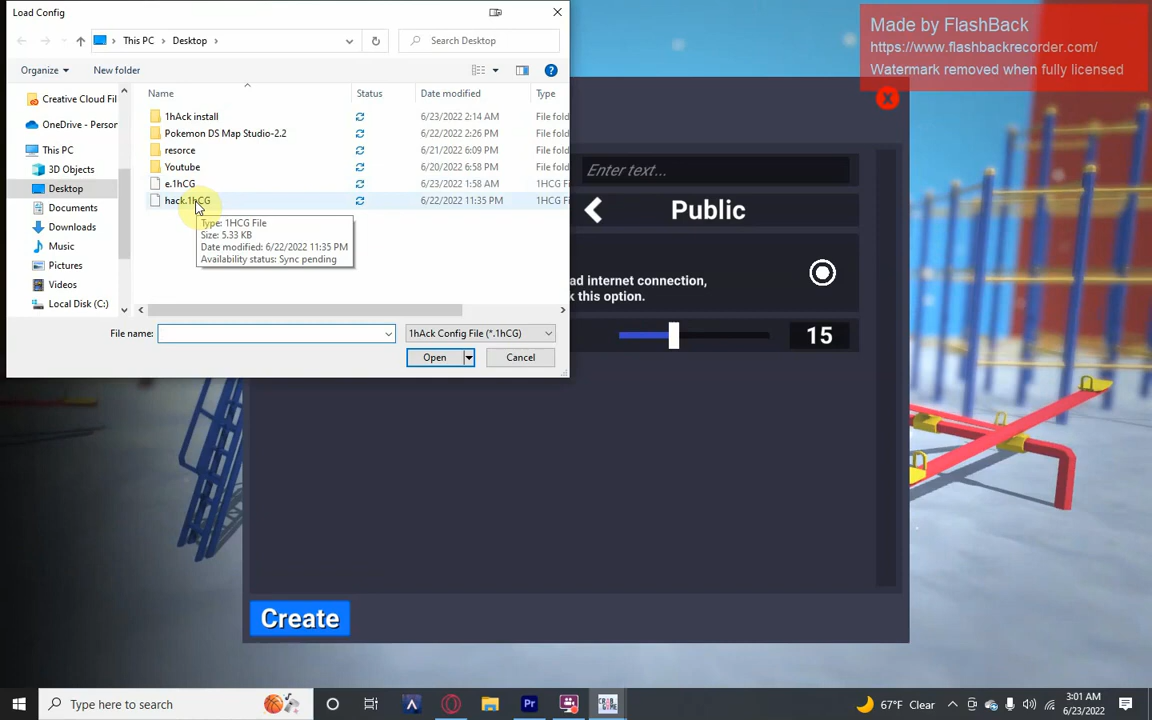 Load Config
This PC
Desktop
Search Desktop
Organize
New folder
Name
Status
Date modified
Type
Creative Cloud Fil
OneDrive - Person
This PC
3D Objects
Desktop
Documents
Downloads
Music
Pictures
Videos
Local Disk (C:)
1hAck install
6/23/2022 2:14 AM
File fold
Pokemon DS Map Studio-2.2
6/22/2022 2:26 PM
File fold
resorce
6/21/2022 6:09 PM
File fold
Youtube
6/20/2022 6:58 PM
File fold
e.1hCG
6/23/2022 1:58 AM
1HCG Fi
hack.1hCG
6/22/2022 11:35 PM
1HCG Fi
Type: 1HCG File
Size: 5.33 KB
Date modified: 6/22/2022 11:35 PM
Availability status: Sync pending
File name:
1hAck Config File (*.1hCG)
Open
Cancel
Made by FlashBack
https://www.flashbackrecorder.com/
Watermark removed when fully licensed
X
Enter text...
Public
ad internet connection,
k this option.
15
Create
Type here to search
67°F Clear
3:01 AM
6/23/2022